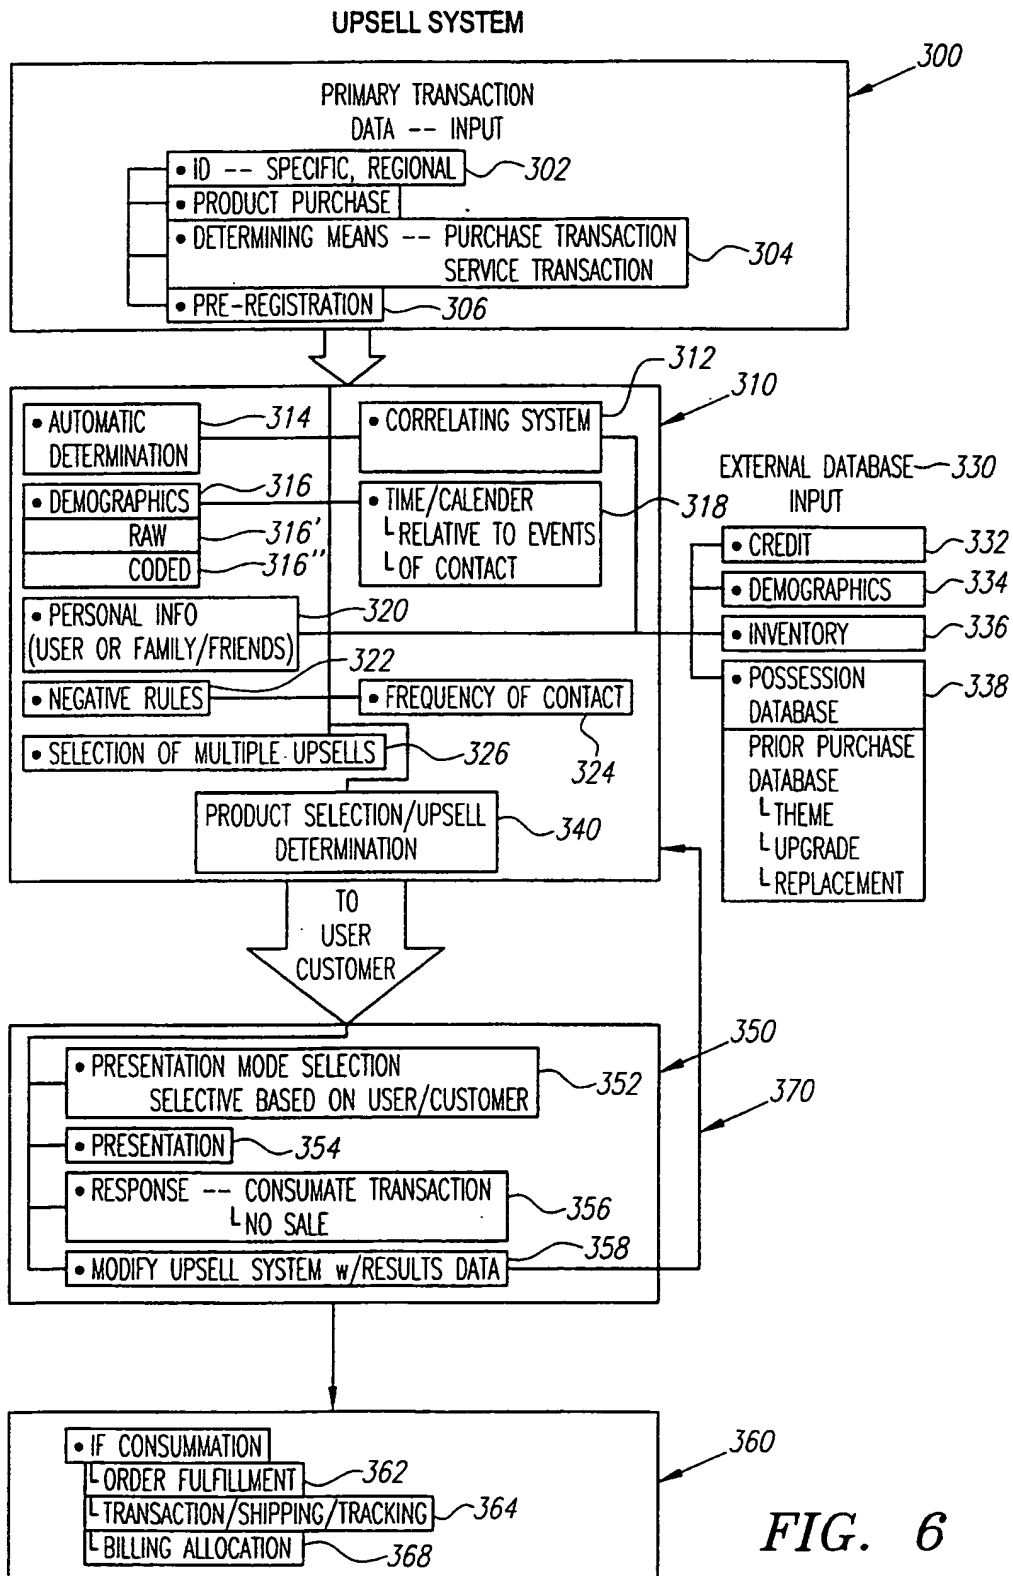 UPSELL SYSTEM
300
PRIMARY TRANSACTION
DATA -- INPUT
• ID -- SPECIFIC, REGIONAL
302
• PRODUCT PURCHASE
• DETERMINING MEANS -- PURCHASE TRANSACTION
SERVICE TRANSACTION
304
• PRE-REGISTRATION
306
310
• AUTOMATIC
DETERMINATION
314
• CORRELATING SYSTEM
312
• DEMOGRAPHICS
316
RAW
316'
CODED
316''
• TIME/CALENDER
└ RELATIVE TO EVENTS
└ OF CONTACT
318
• PERSONAL INFO
(USER OR FAMILY/FRIENDS)
320
• NEGATIVE RULES
322
• FREQUENCY OF CONTACT
324
• SELECTION OF MULTIPLE UPSELLS
326
PRODUCT SELECTION/UPSELL
DETERMINATION
340
EXTERNAL DATABASE
INPUT
330
• CREDIT
332
• DEMOGRAPHICS
334
• INVENTORY
336
• POSSESSION
DATABASE
338
PRIOR PURCHASE
DATABASE
└ THEME
└ UPGRADE
└ REPLACEMENT
TO
USER
CUSTOMER
350
• PRESENTATION MODE SELECTION
SELECTIVE BASED ON USER/CUSTOMER
352
370
• PRESENTATION
354
• RESPONSE -- CONSUMATE TRANSACTION
└ NO SALE
356
• MODIFY UPSELL SYSTEM w/RESULTS DATA
358
360
• IF CONSUMMATION
└ ORDER FULFILLMENT
362
└ TRANSACTION/SHIPPING/TRACKING
364
└ BILLING ALLOCATION
368
FIG. 6